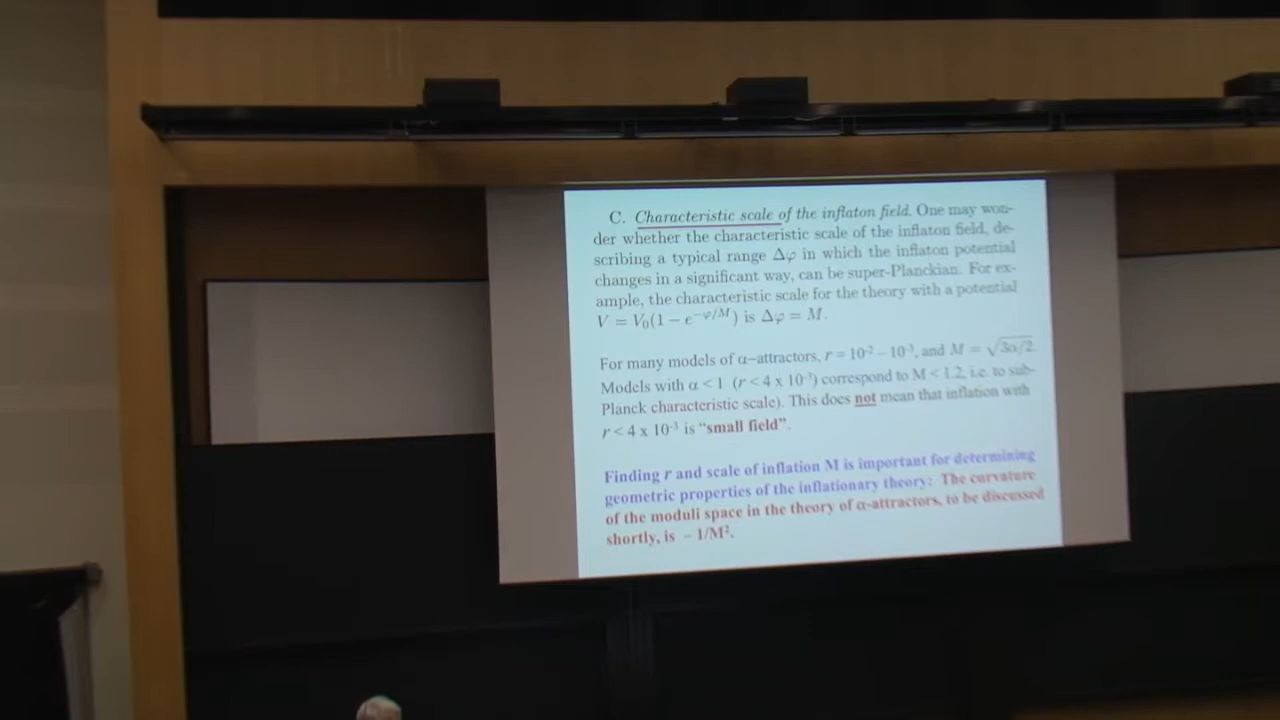 C. Characteristic scale of the inflaton field. One may won-
der whether the characteristic scale of the inflaton field, de-
scribing a typical range Δφ in which the inflaton potential
changes in a significant way, can be super-Planckian. For ex-
ample, the characteristic scale for the theory with a potential
V = V₀(1 − e^{−φ/M}) is Δφ = M.
For many models of α−attractors, r = 10⁻² – 10⁻³, and M = √3α/2.
Models with α < 1 (r < 4 x 10⁻³) correspond to M < 1.2, i.e. to sub-
Planck characteristic scale). This does not mean that inflation with
r < 4 x 10⁻³ is “small field”.
Finding r and scale of inflation M is important for determining
geometric properties of the inflationary theory: The curvature
of the moduli space in the theory of α-attractors, to be discussed
shortly, is – 1/M².